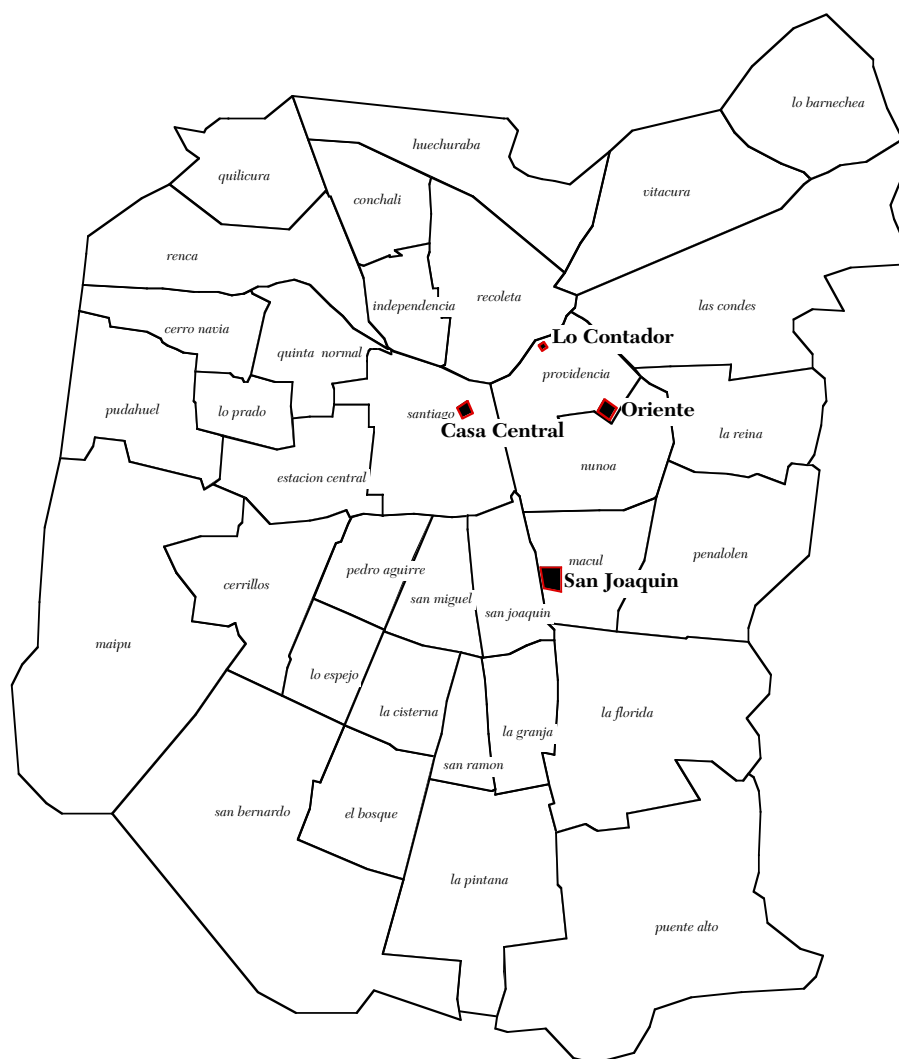 lo barnechea
huechuraba
quilicura
vitacura
conchali
renca
recoleta
independencia
las condes
cerro navia
Lo Contador
quinta normal
providencia
pudahuel
lo prado
santiago
Oriente
Casa Central
la reina
nunoa
estacion central
penalolen
macul
pedro aguirre
San Joaquin
cerrillos
san miguel
san joaquin
maipu
lo espejo
la cisterna
la florida
la granja
san ramon
san bernardo
el bosque
la pintana
puente alto